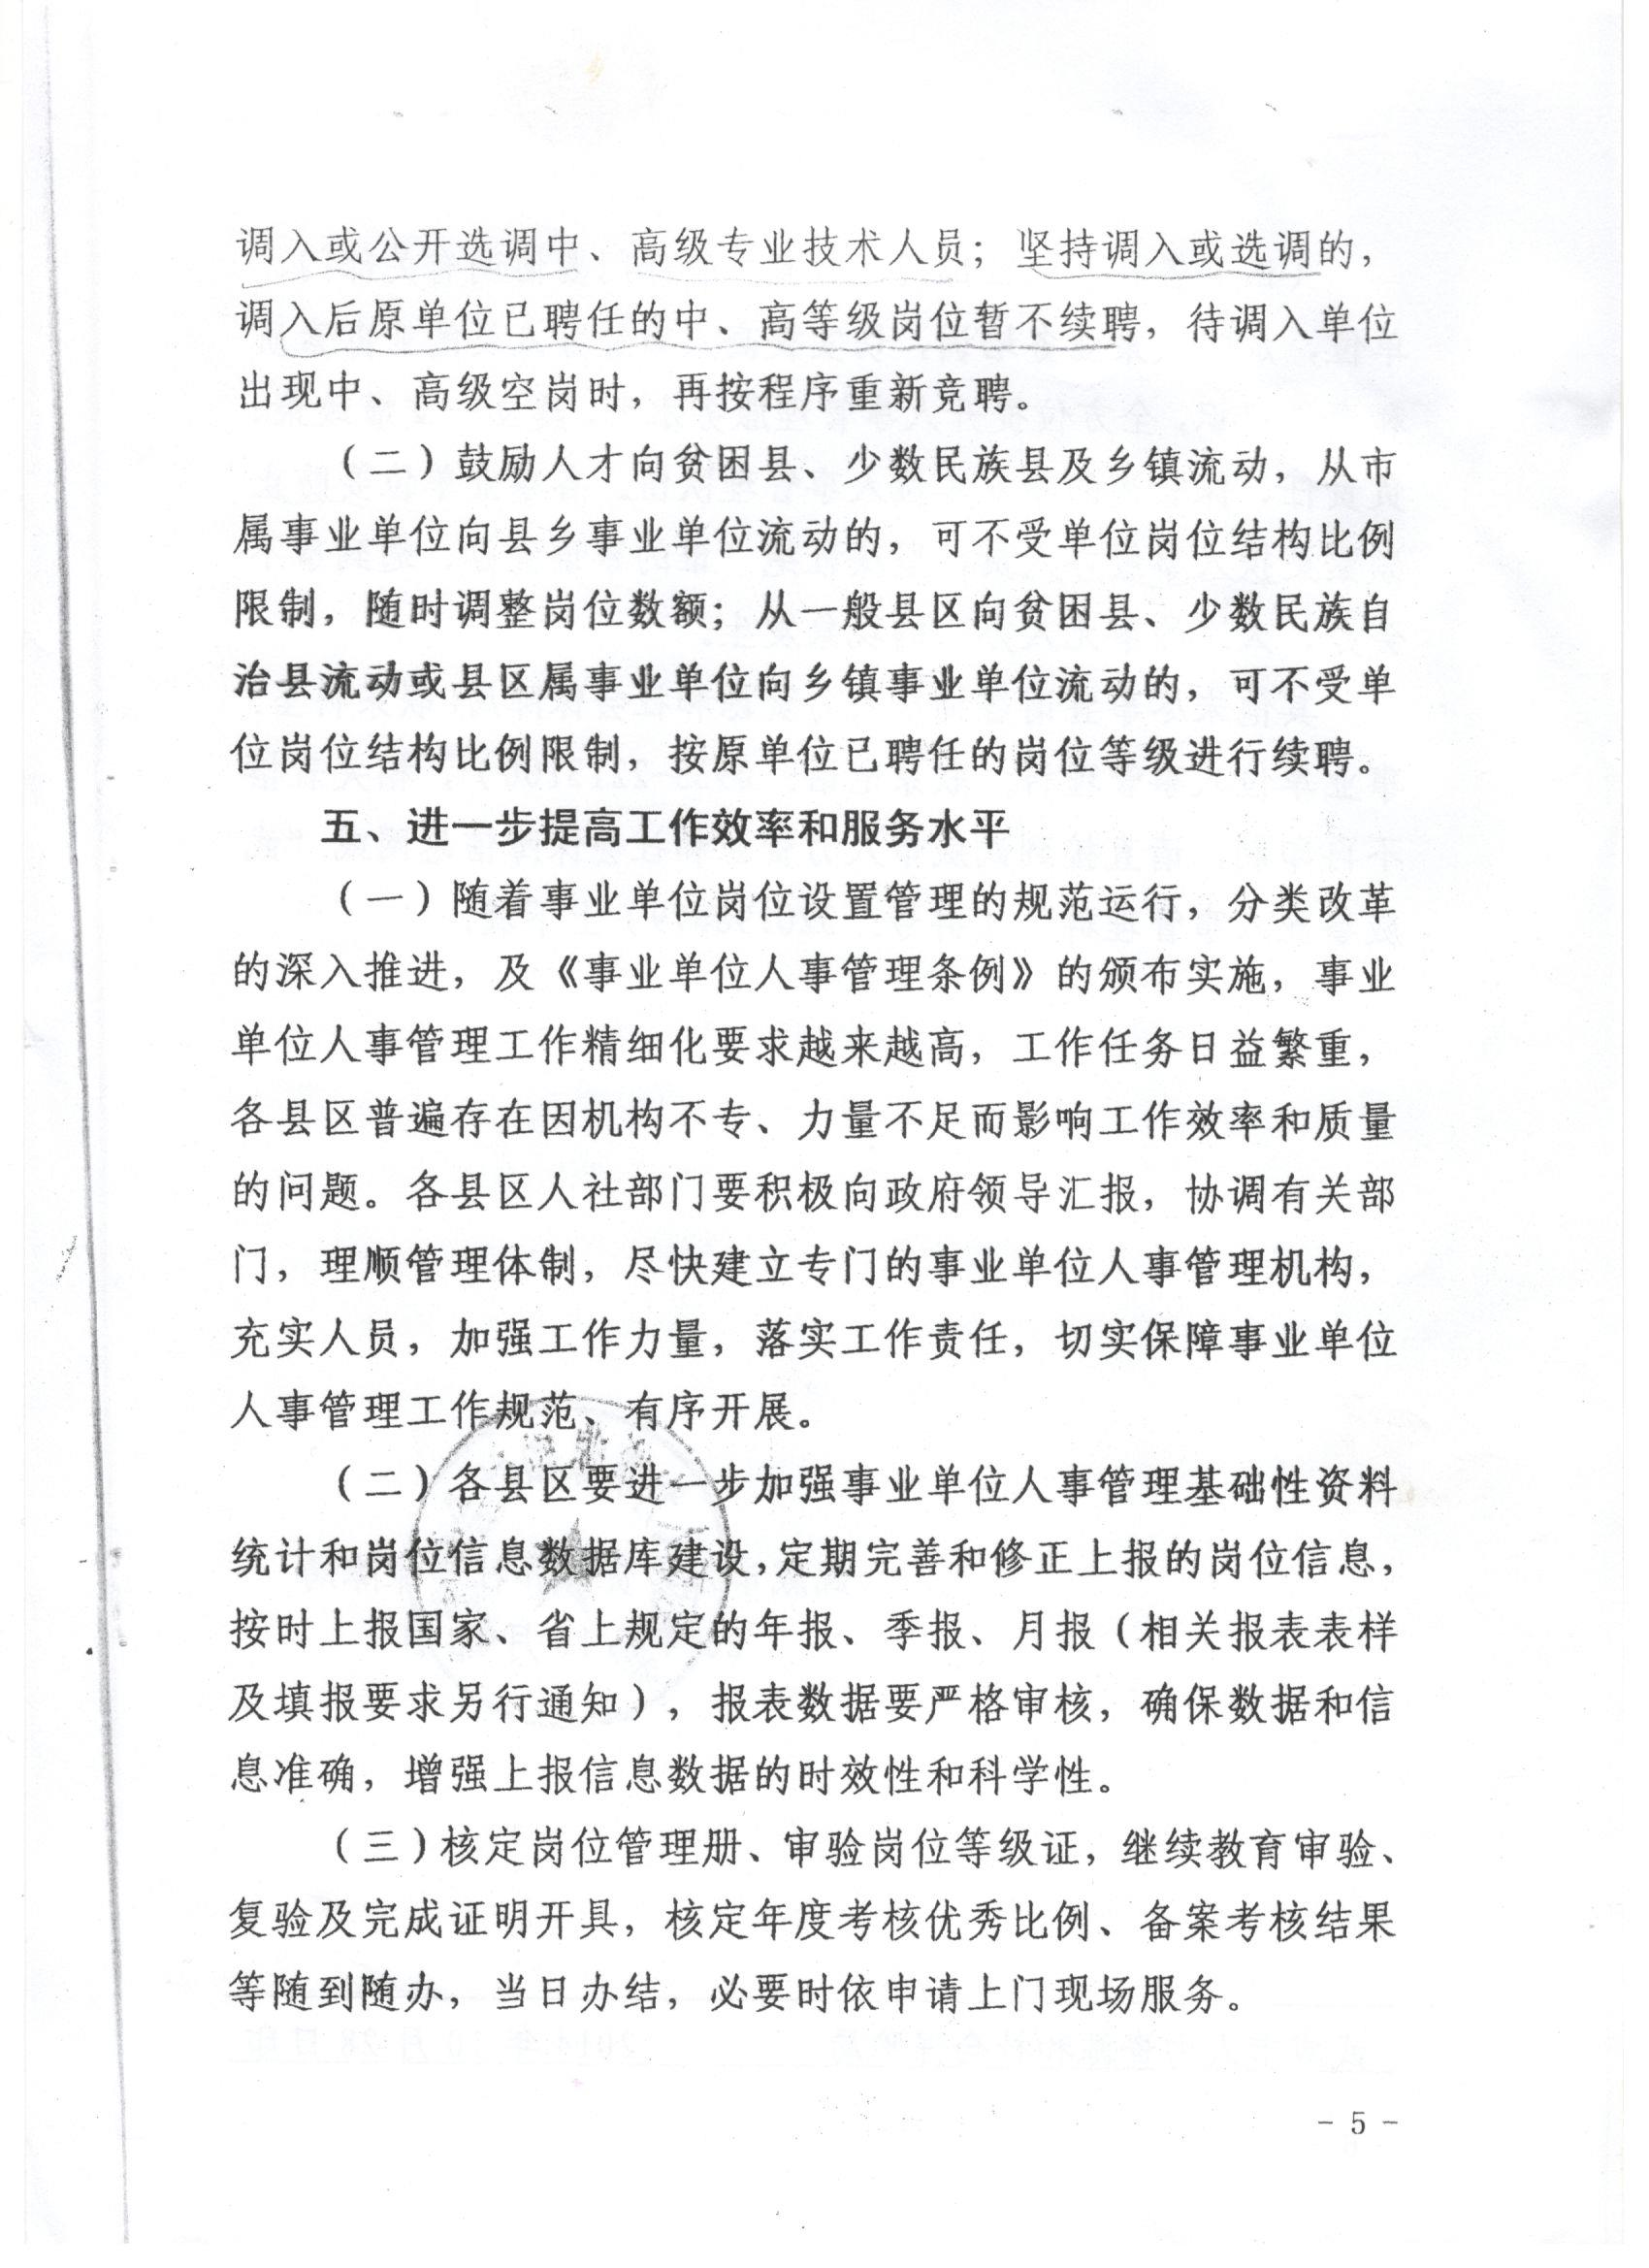 调入或公开选调中、高级专业技术人员；坚持调入或选调的，
调入后原单位已聘任的中、高等级岗位暂不续聘，待调入单位
出现中、高级空岗时，再按程序重新竞聘。
（二）鼓励人才向贫困县、少数民族县及乡镇流动，从市
属事业单位向县乡事业单位流动的，可不受单位岗位结构比例
限制，随时调整岗位数额；从一般县区向贫困县、少数民族自
治县流动或县区属事业单位向乡镇事业单位流动的，可不受单
位岗位结构比例限制，按原单位已聘任的岗位等级进行续聘。
五、进一步提高工作效率和服务水平
（一）随着事业单位岗位设置管理的规范运行，分类改革
的深入推进，及《事业单位人事管理条例》的颁布实施，事业
单位人事管理工作精细化要求越来越高，工作任务日益繁重，
各县区普遍存在因机构不专、力量不足而影响工作效率和质量
的问题。各县区人社部门要积极向政府领导汇报，协调有关部
门，理顺管理体制，尽快建立专门的事业单位人事管理机构，
充实人员，加强工作力量，落实工作责任，切实保障事业单位
人事管理工作规范、有序开展。
（二）各县区要进一步加强事业单位人事管理基础性资料
统计和岗位信息数据库建设，定期完善和修正上报的岗位信息，
按时上报国家、省上规定的年报、季报、月报（相关报表表样
及填报要求另行通知），报表数据要严格审核，确保数据和信
息准确，增强上报信息数据的时效性和科学性。
（三）核定岗位管理册、审验岗位等级证，继续教育审验、
复验及完成证明开具，核定年度考核优秀比例、备案考核结果
等随到随办，当日办结，必要时依申请上门现场服务。
- 5 -